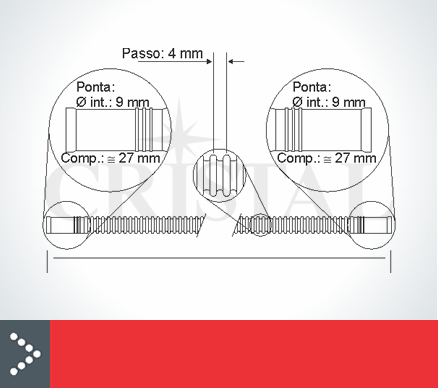 Passo: 4 mm
Ponta:
Ø int.: 9 mm
Comp.: ≅ 27 mm
Ponta:
Ø int.: 9 mm
Comp.: ≅ 27 mm
CRISTAL